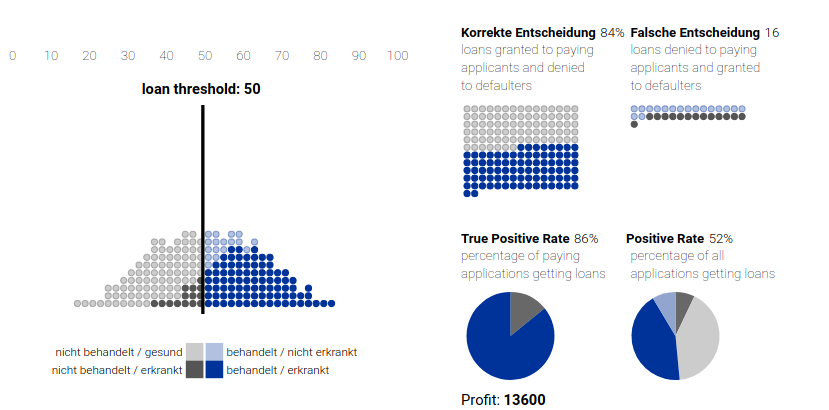 Korrekte Entscheidung 84%
loans granted to paying
applicants and denied
to defaulters
Falsche Entscheidung 16
loans denied to paying
applicants and granted
to defaulters
0 10 20 30 40 50 60 70 80 90 100
loan threshold: 50
True Positive Rate 86%
percentage of paying
applications getting loans
Positive Rate 52%
percentage of all
applications getting loans
nicht behandelt / gesund
behandelt / nicht erkrankt
nicht behandelt / erkrankt
behandelt / erkrankt
Profit: 13600